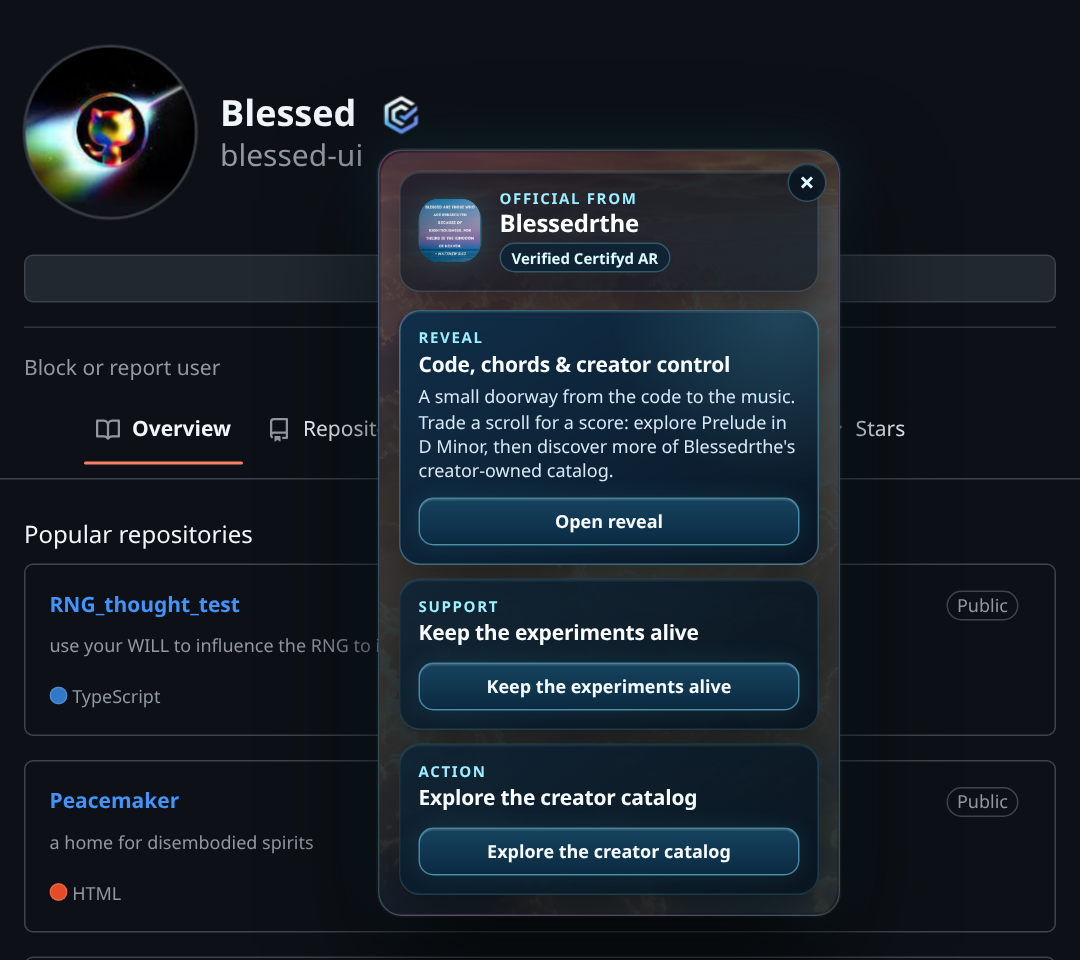 Blessed
blessed-ui
OFFICIAL FROM
Blessedrthe
Verified Certifyd AR
Block or report user
Overview
Reposit
Stars
REVEAL
Code, chords & creator control
A small doorway from the code to the music.
Trade a scroll for a score: explore Prelude in
D Minor, then discover more of Blessedrthe's
creator-owned catalog.
Open reveal
Popular repositories
RNG_thought_test
Public
use your WILL to influence the RNG to
TypeScript
SUPPORT
Keep the experiments alive
Keep the experiments alive
Peacemaker
Public
a home for disembodied spirits
HTML
ACTION
Explore the creator catalog
Explore the creator catalog